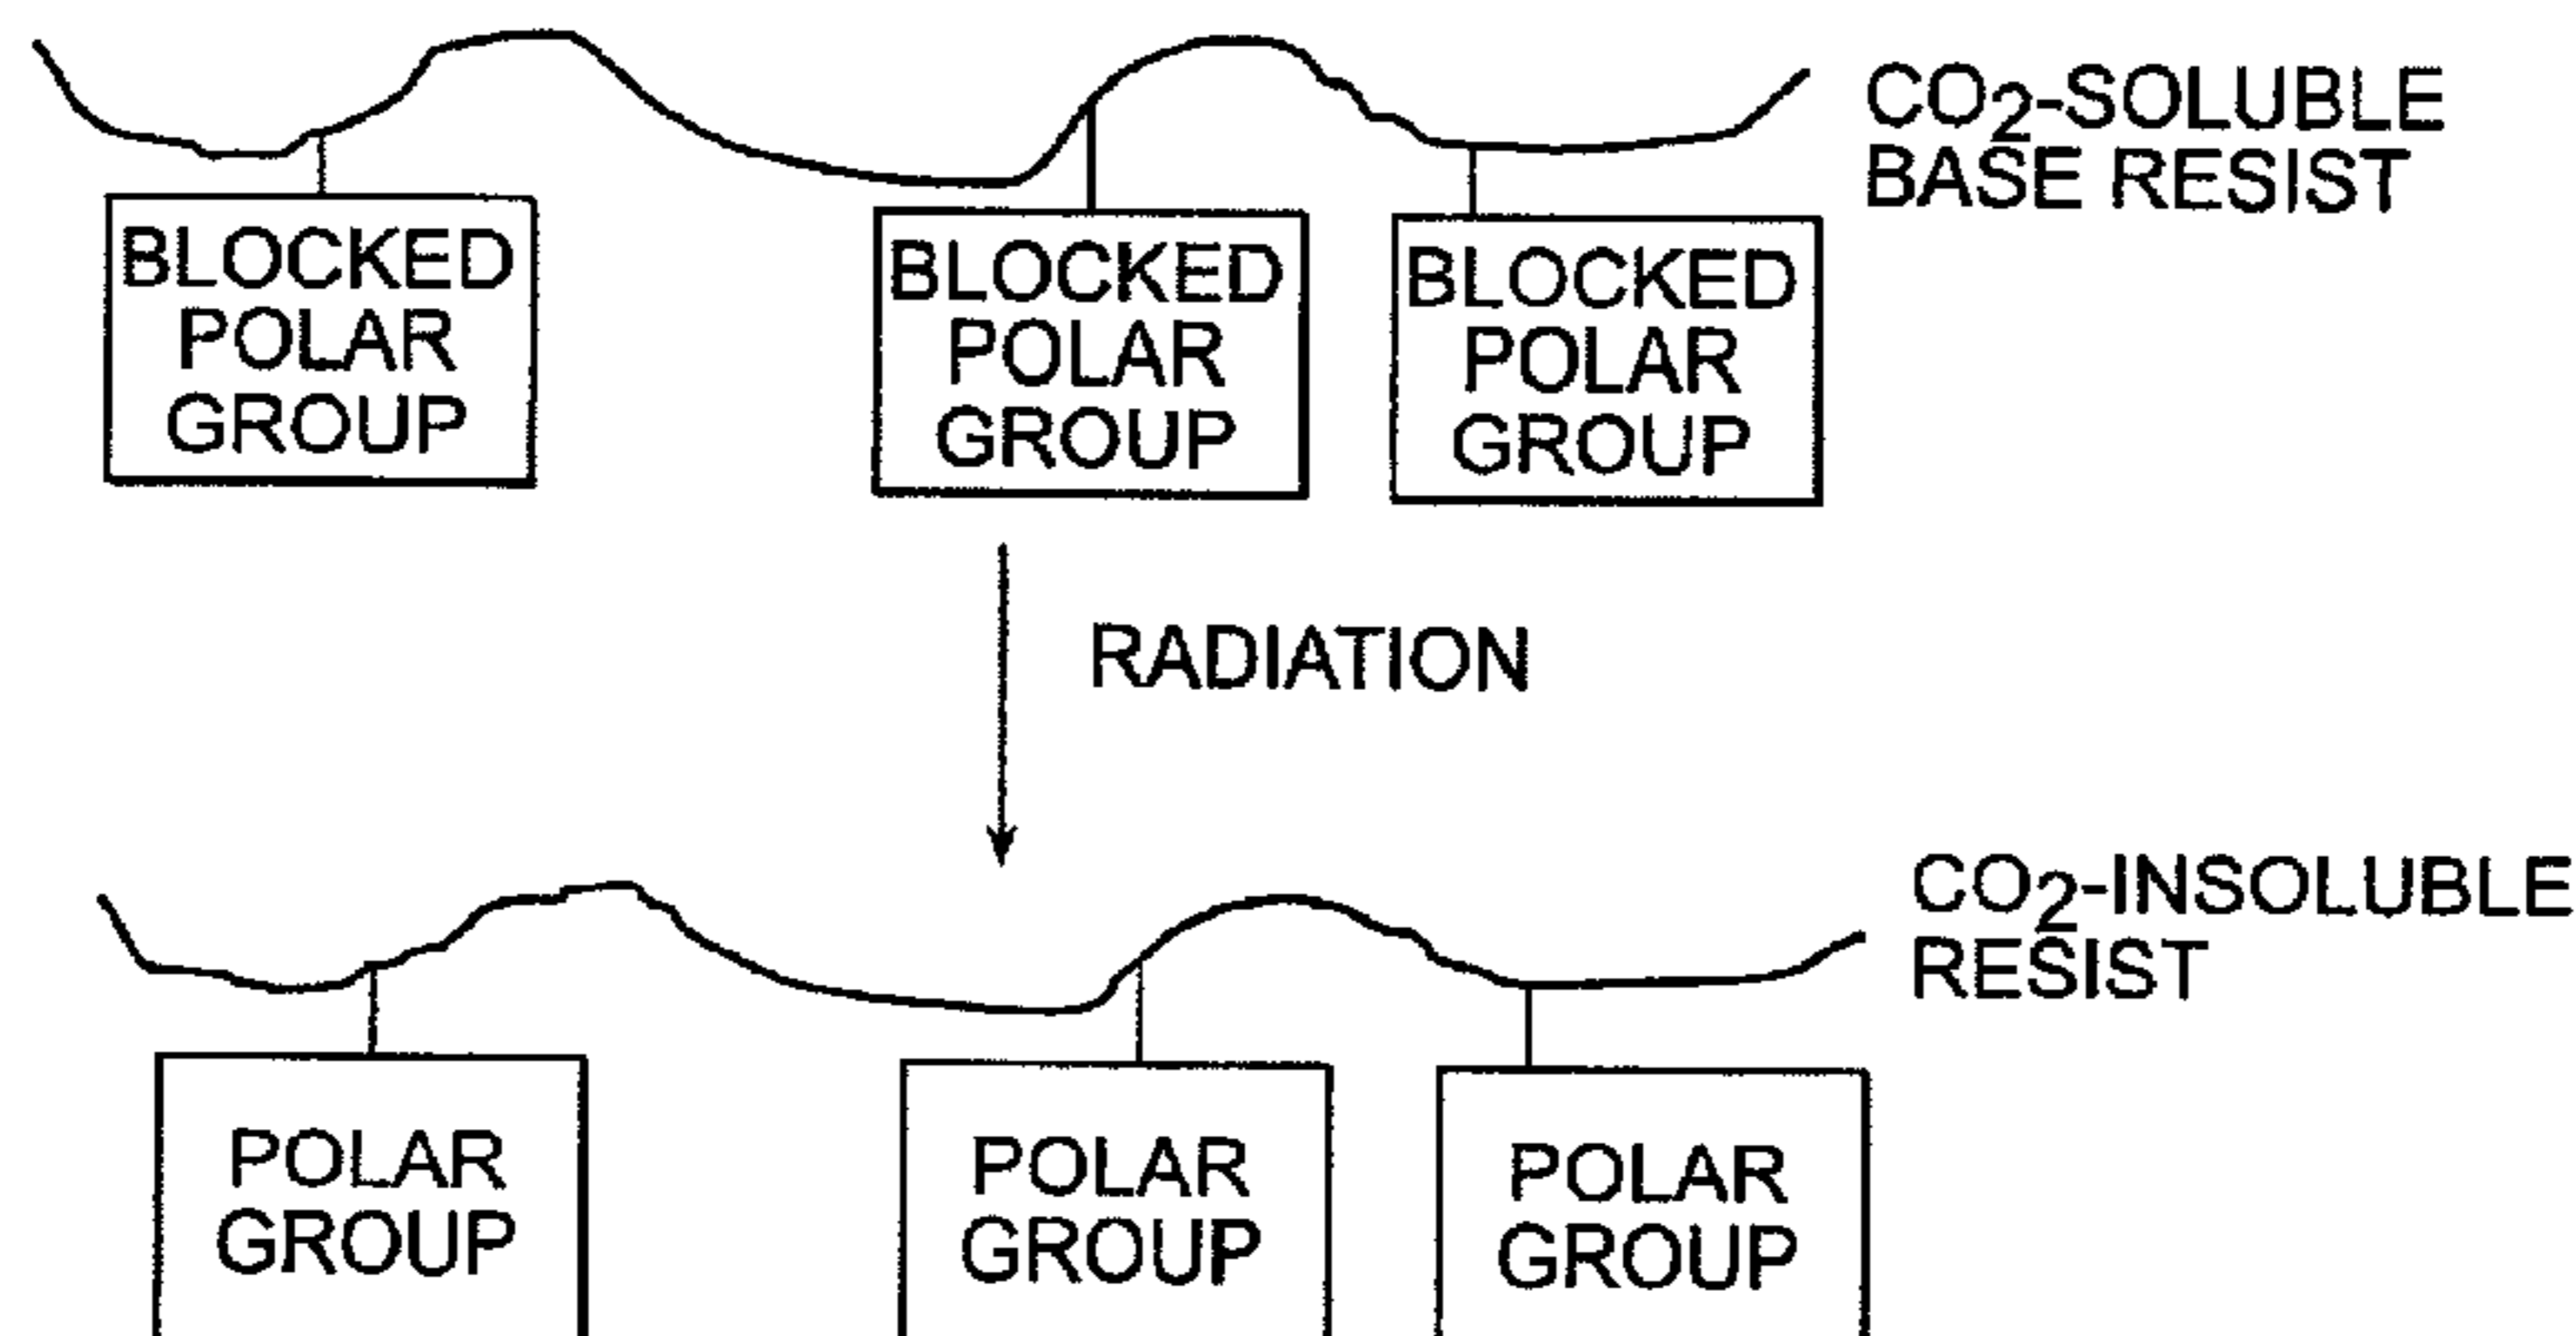 CO2-SOLUBLE
BASE RESIST
BLOCKED
POLAR
GROUP
BLOCKED
POLAR
GROUP
BLOCKED
POLAR
GROUP
RADIATION
CO2-INSOLUBLE
RESIST
POLAR
GROUP
POLAR
GROUP
POLAR
GROUP